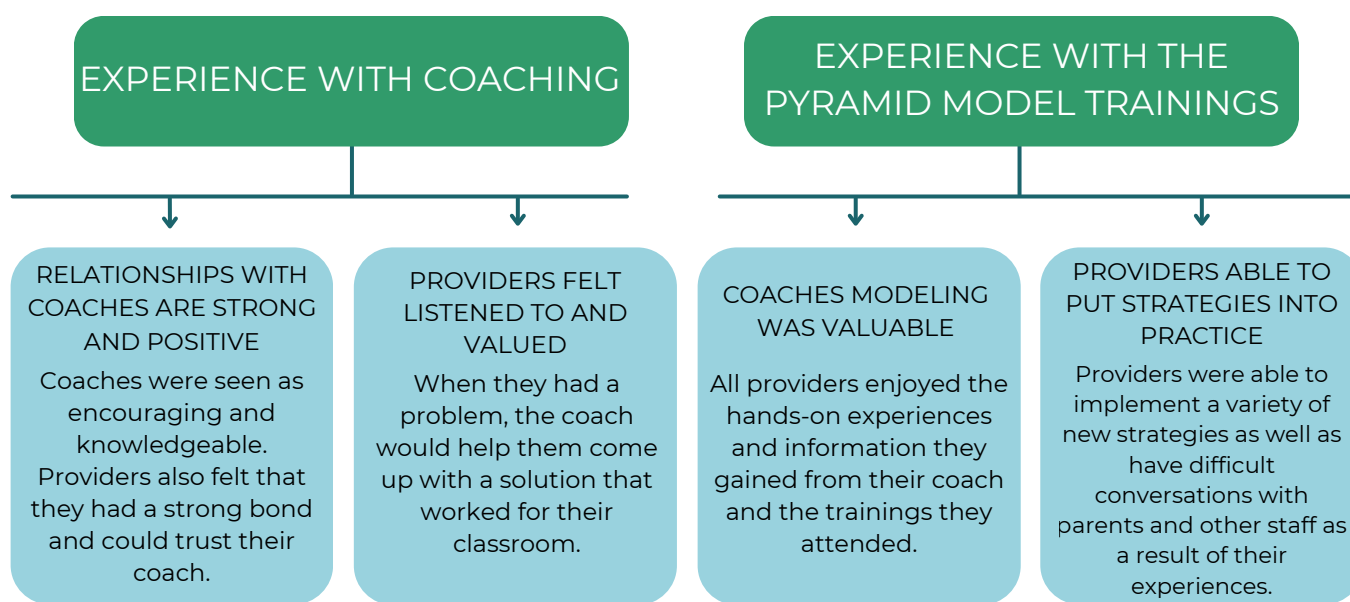 EXPERIENCE WITH COACHING
EXPERIENCE WITH THE
PYRAMID MODEL TRAININGS
RELATIONSHIPS WITH
COACHES ARE STRONG
AND POSITIVE
Coaches were seen as
encouraging and
knowledgeable.
Providers also felt that
they had a strong bond
and could trust their
coach.
PROVIDERS FELT
LISTENED TO AND
VALUED
When they had a
problem, the coach
would help them come
up with a solution that
worked for their
classroom.
COACHES MODELING
WAS VALUABLE
All providers enjoyed the
hands-on experiences
and information they
gained from their coach
and the trainings they
attended.
PROVIDERS ABLE TO
PUT STRATEGIES INTO
PRACTICE
Providers were able to
implement a variety of
new strategies as well as
have difficult
conversations with
parents and other staff as
a result of their
experiences.